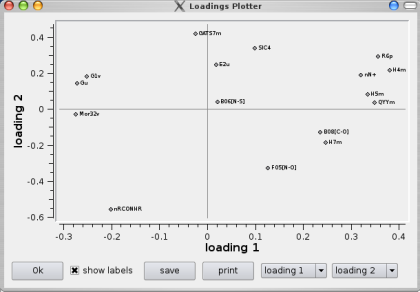 Loadings Plotter
0.4
0.2
0
-0.2
-0.4
-0.6
loading 2
GATS7m
SIC4
R6p
E2u
H4m
nN+
G1v
Gu
H5m
QYYm
B06[N-S]
Mor32v
B08[C-O]
H7m
F05[N-O]
nRCONHR
-0.3 -0.2 -0.1 0 0.1 0.2 0.3 0.4
loading 1
Ok show labels save print loading 1 loading 2